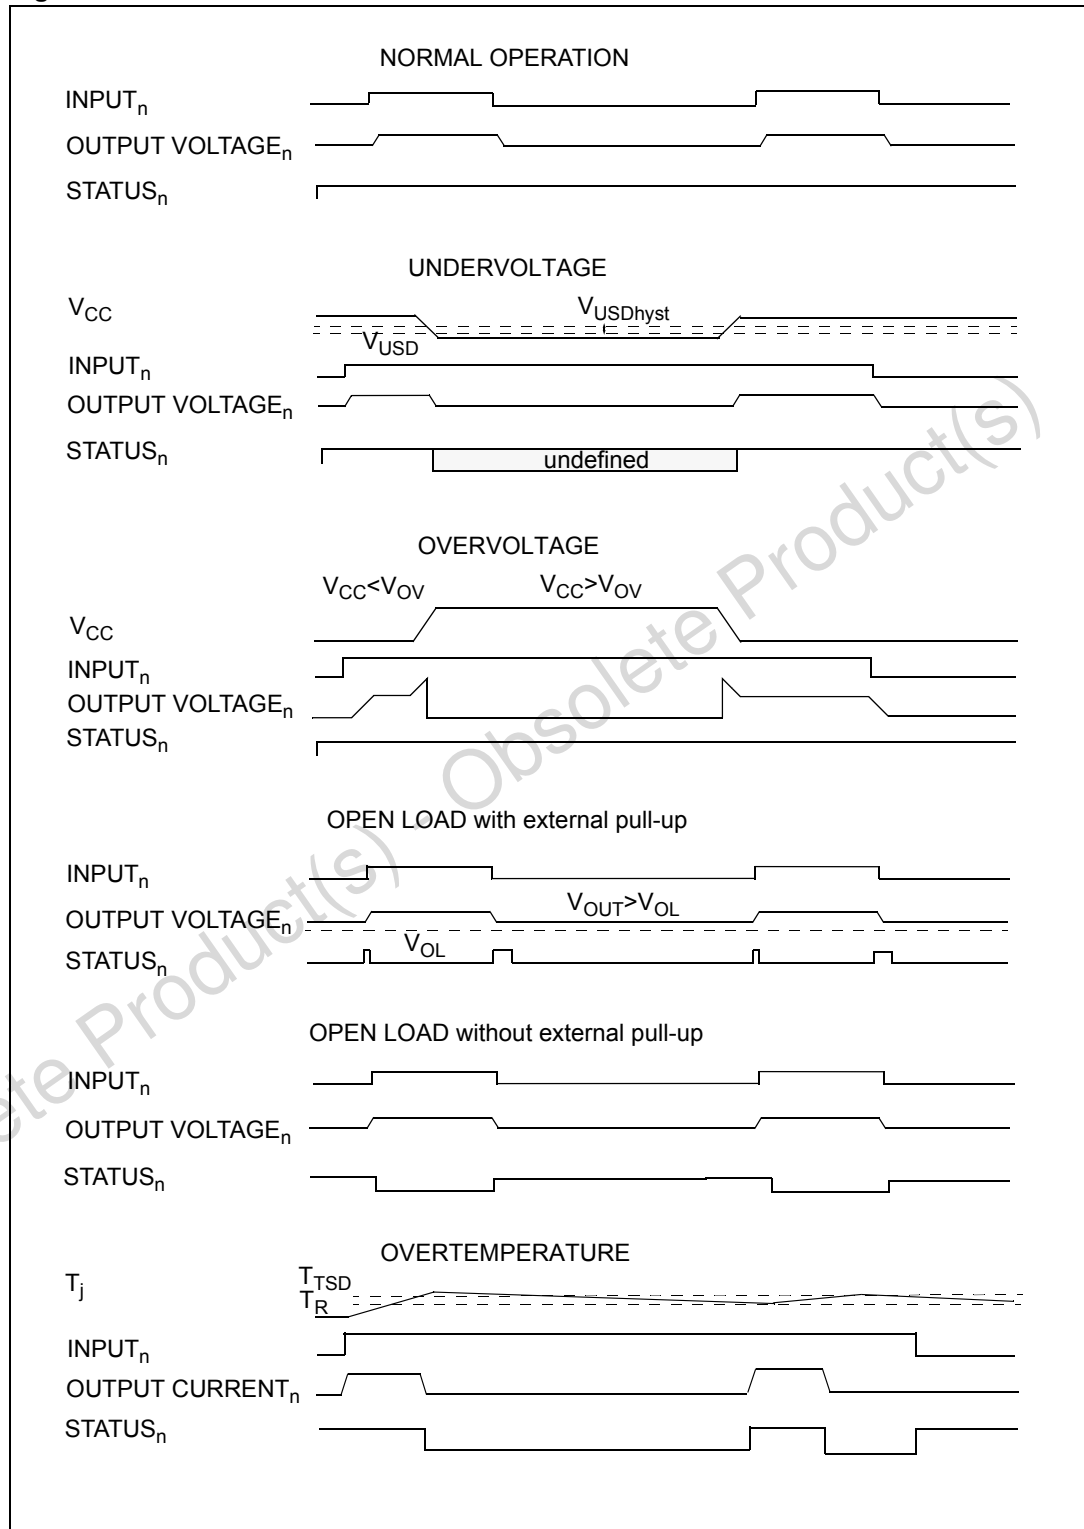 NORMAL OPERATION
INPUTn
OUTPUT VOLTAGEn
STATUSn
UNDERVOLTAGE
VCC
VUSDhyst
VUSD
INPUTn
OUTPUT VOLTAGEn
STATUSn
undefined
OVERVOLTAGE
VCC<VOV VCC>VOV
VCC
INPUTn
OUTPUT VOLTAGEn
STATUSn
OPEN LOAD with external pull-up
INPUTn
OUTPUT VOLTAGEn
VOUT>VOL
VOL
STATUSn
OPEN LOAD without external pull-up
INPUTn
OUTPUT VOLTAGEn
STATUSn
OVERTEMPERATURE
Tj
TTSD
TR
INPUTn
OUTPUT CURRENTn
STATUSn
ete Product(s) - Obsolete Product(s)